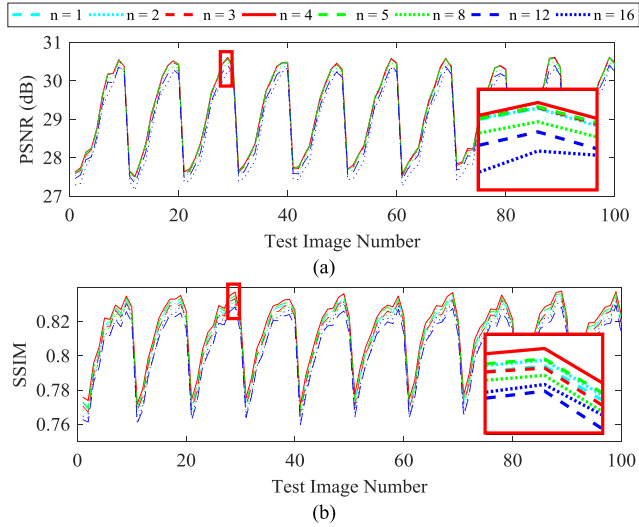 n = 1 n = 2 n = 3 n = 4 n = 5 n = 8 n = 12 n = 16
31
30
29
28
27
PSNR (dB)
0 20 40 60 80 100
Test Image Number
(a)
0.82
0.8
0.78
0.76
SSIM
0 20 40 60 80 100
Test Image Number
(b)